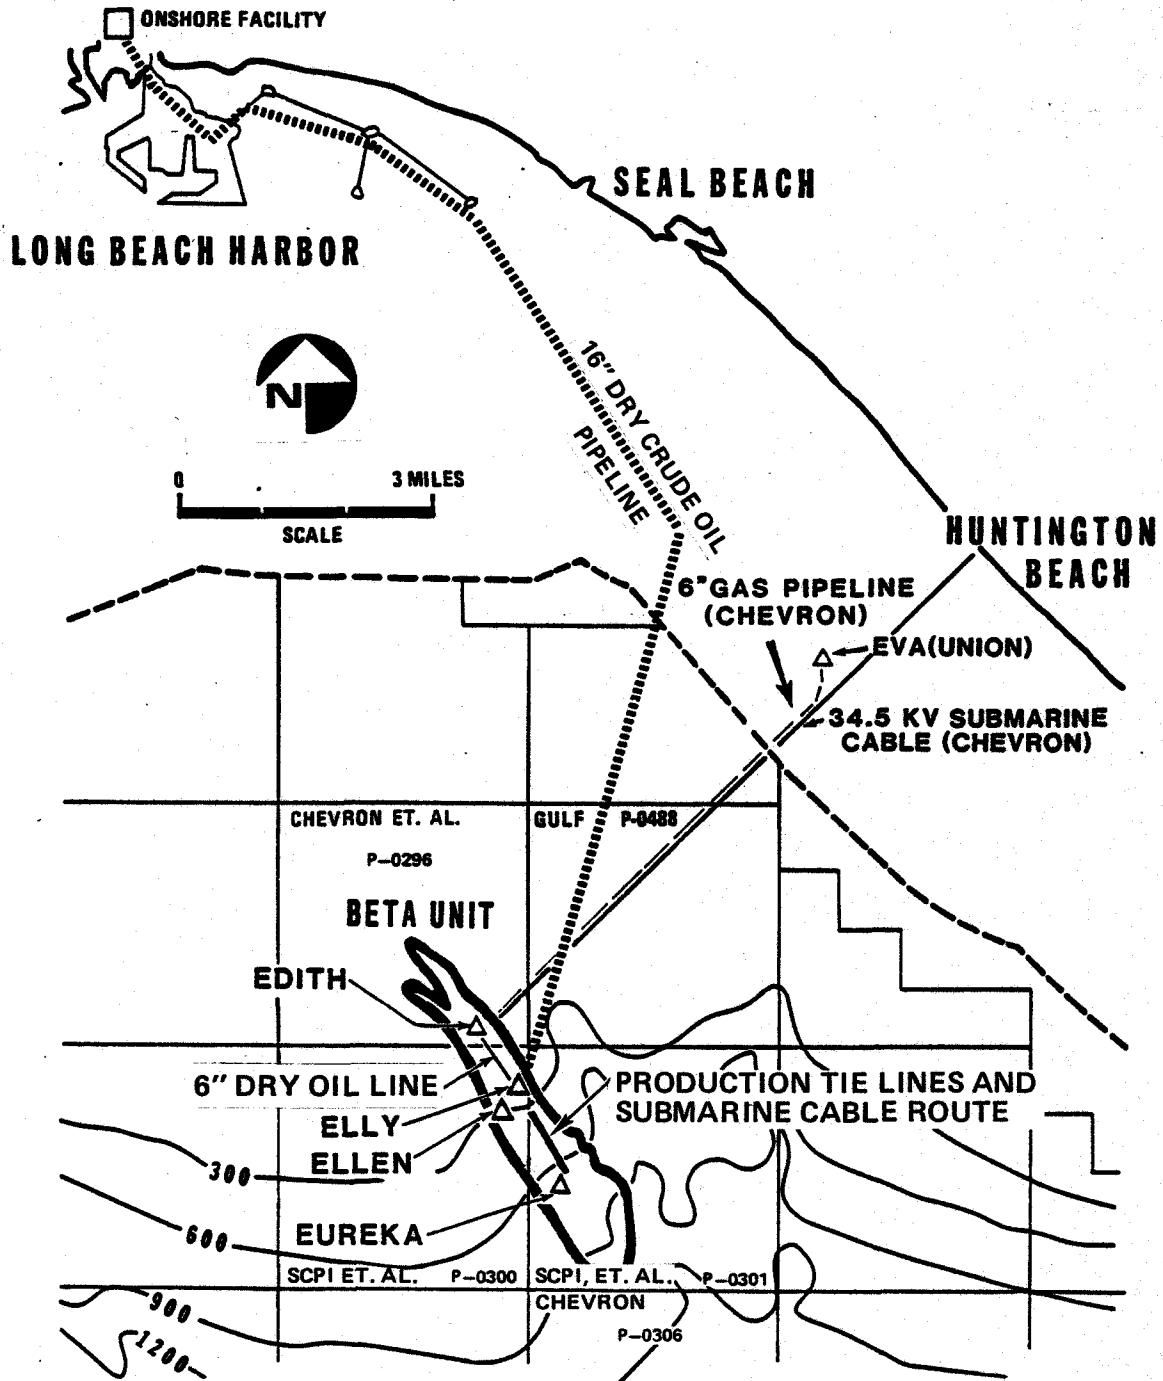 ONSHORE FACILITY
SEAL BEACH
LONG BEACH HARBOR
N
16" DRY CRUDE OIL
PIPELINE
0 3 MILES
SCALE
HUNTINGTON
BEACH
6" GAS PIPELINE
(CHEVRON)
EVA(UNION)
34.5 KV SUBMARINE
CABLE (CHEVRON)
CHEVRON ET. AL.
GULF P-0488
P-0296
BETA UNIT
EDITH
6" DRY OIL LINE
PRODUCTION TIE LINES AND
SUBMARINE CABLE ROUTE
ELLY
ELLEN
300
EUREKA
600
SCPI ET. AL. P-0300
SCPI, ET. AL. P-0301
CHEVRON
900
P-0306
1200